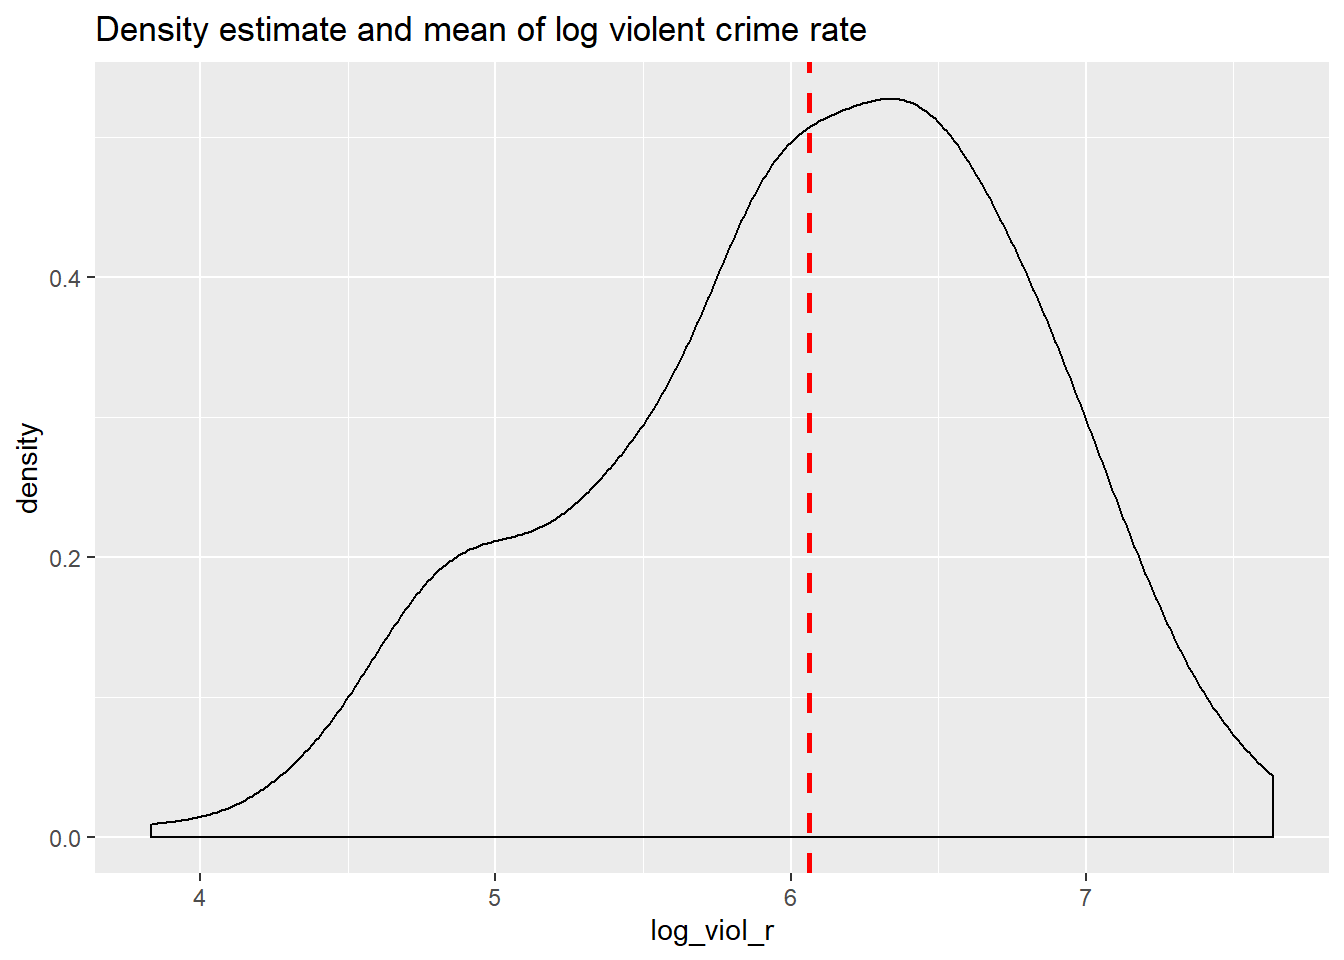 Density estimate and mean of log violent crime rate
density
0.4
0.2
0.0
4 5 6 7
log_viol_r